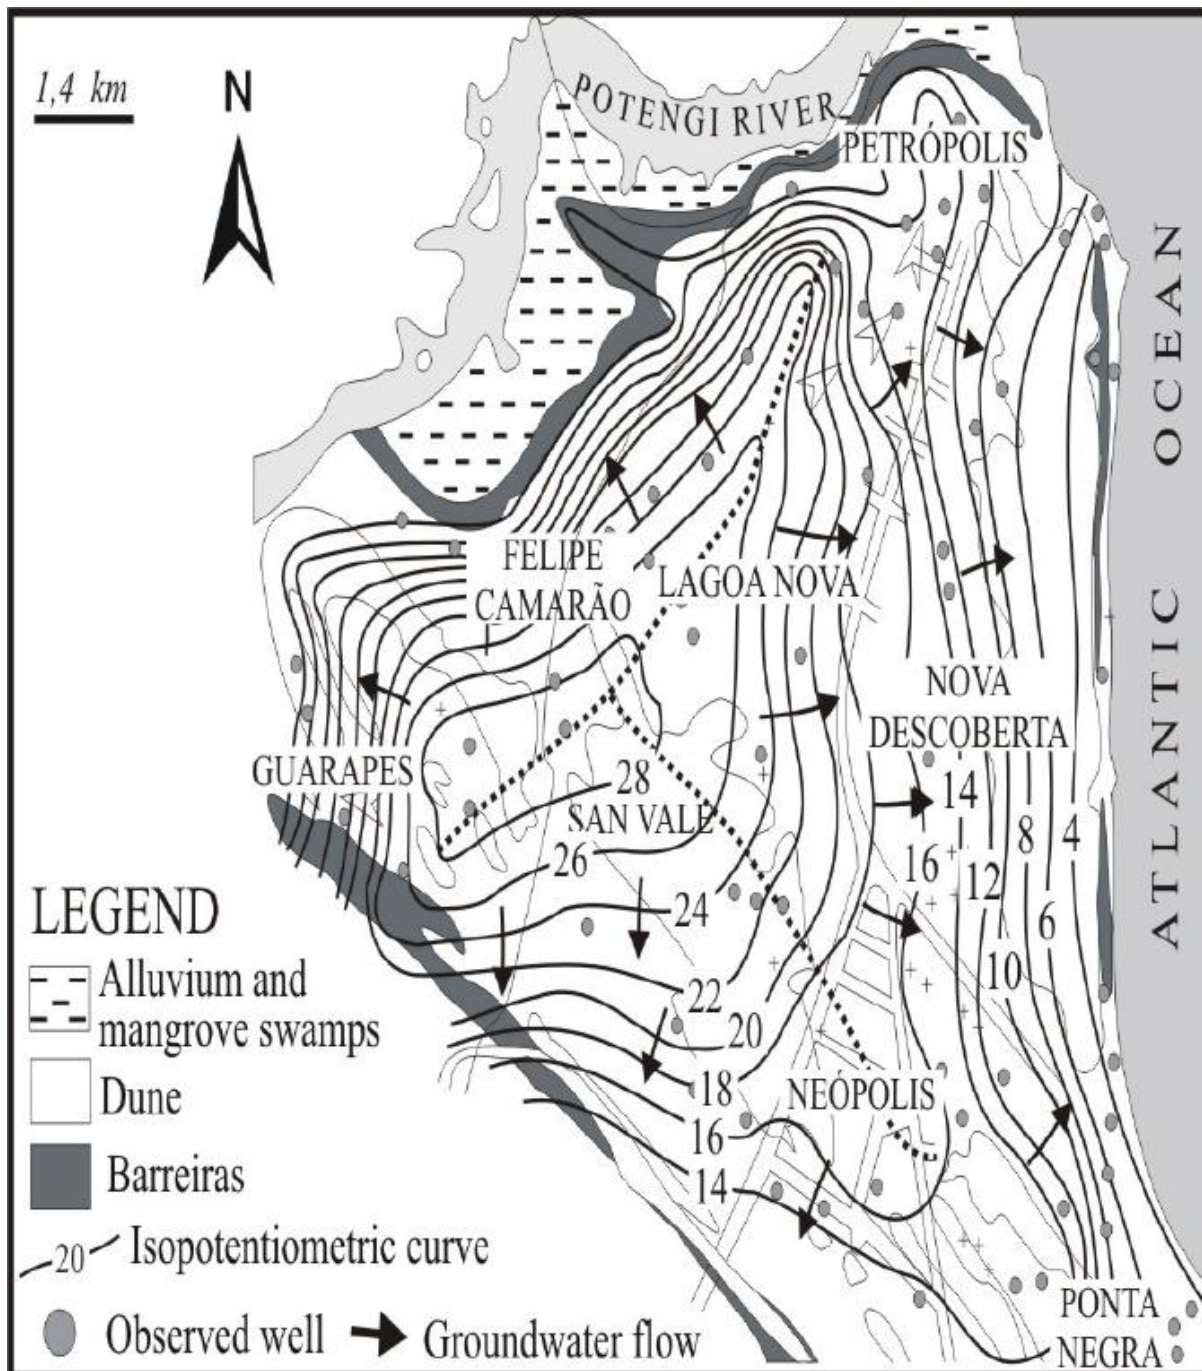 1,4 km
N
POTENGI RIVER
PETRÓPOLIS
ATLANTIC OCEAN
FELIPE
CAMARÃO
LAGOA NOVA
NOVA
DESCOBERTA
GUARAPES
28
SAN VALE
14
8
4
26
16
12
24
6
10
22
20
18
NEÓPOLIS
16
14
PONTA
NEGRA
LEGEND
Alluvium and
mangrove swamps
Dune
Barreiras
20
Isopotentiometric curve
Observed well
Groundwater flow